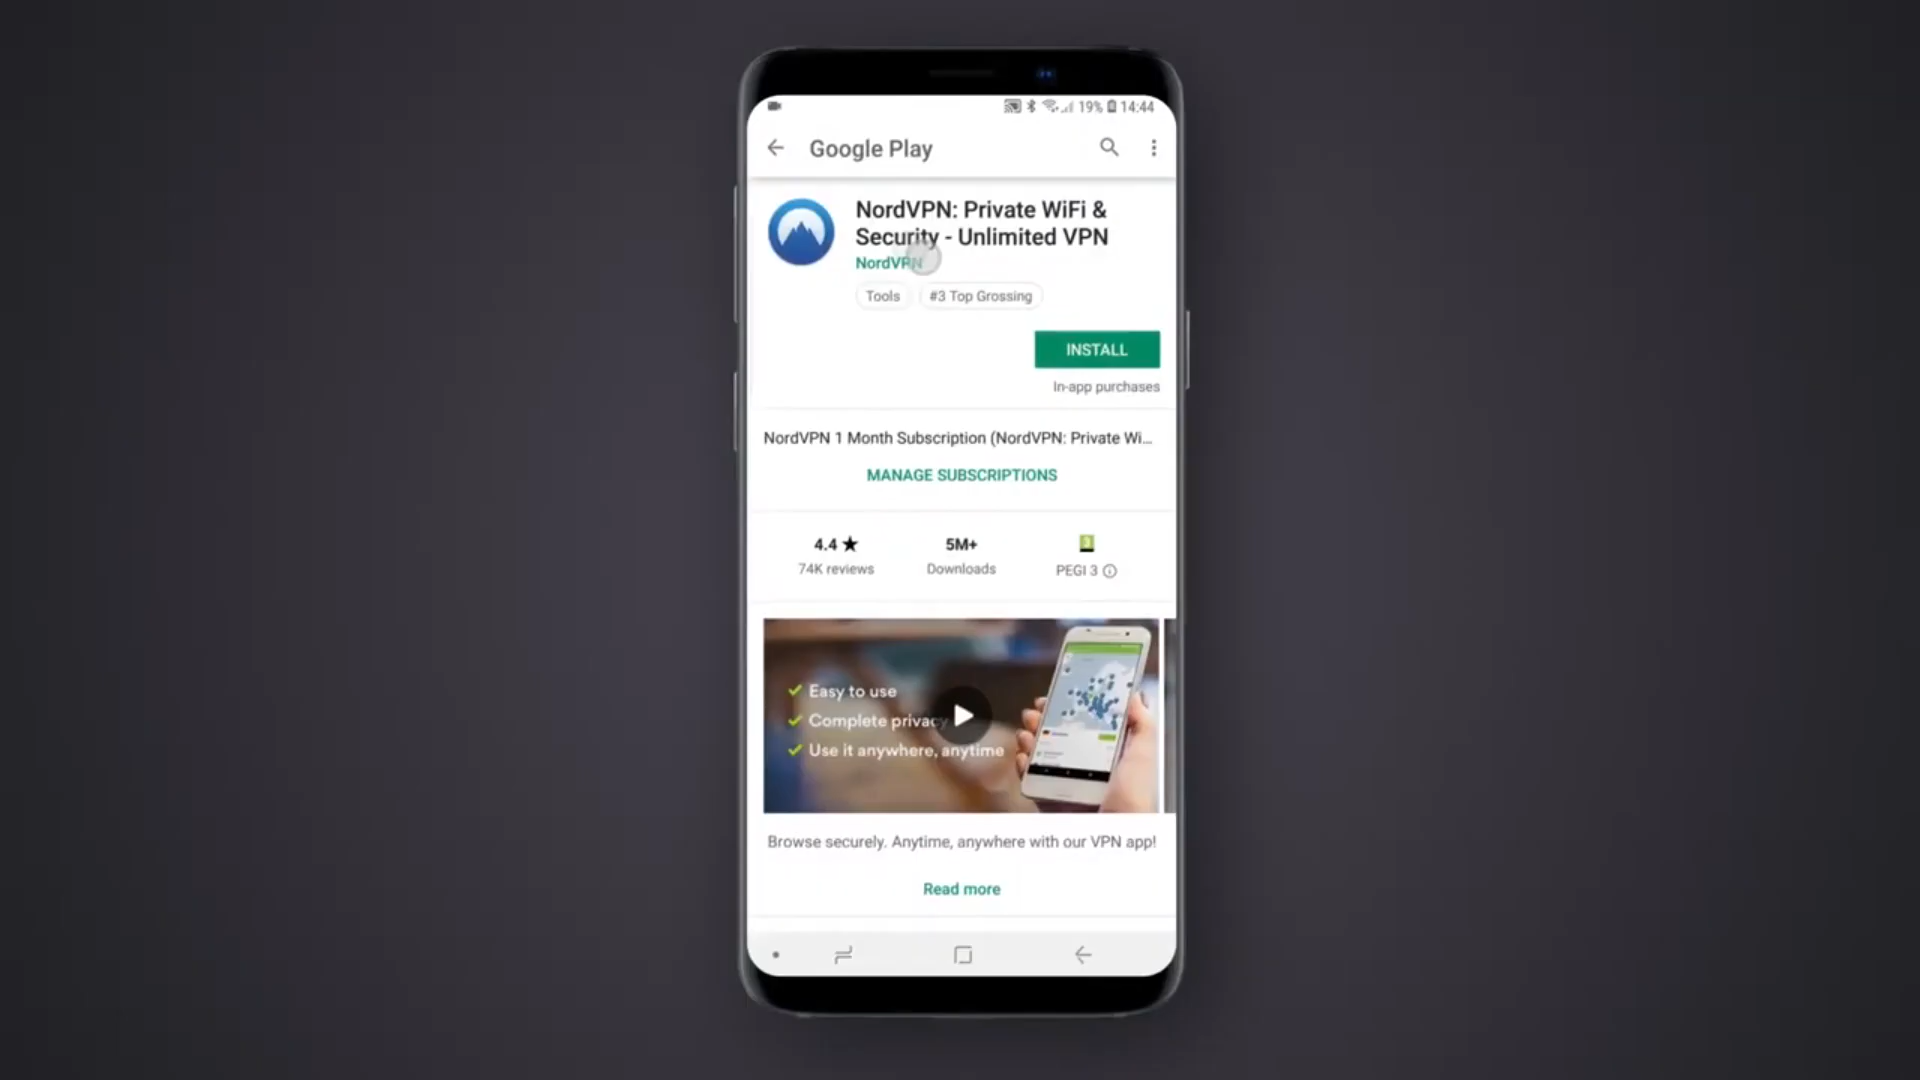 19% 14:44
Google Play
NordVPN: Private WiFi &
Security - Unlimited VPN
NordVPN
Tools #3 Top Grossing
INSTALL
In-app purchases
NordVPN 1 Month Subscription (NordVPN: Private Wi...
MANAGE SUBSCRIPTIONS
4.4 ★ 5M+ 3
74K reviews Downloads PEGI 3
Easy to use
Complete privacy
Use it anywhere, anytime
Browse securely. Anytime, anywhere with our VPN app!
Read more